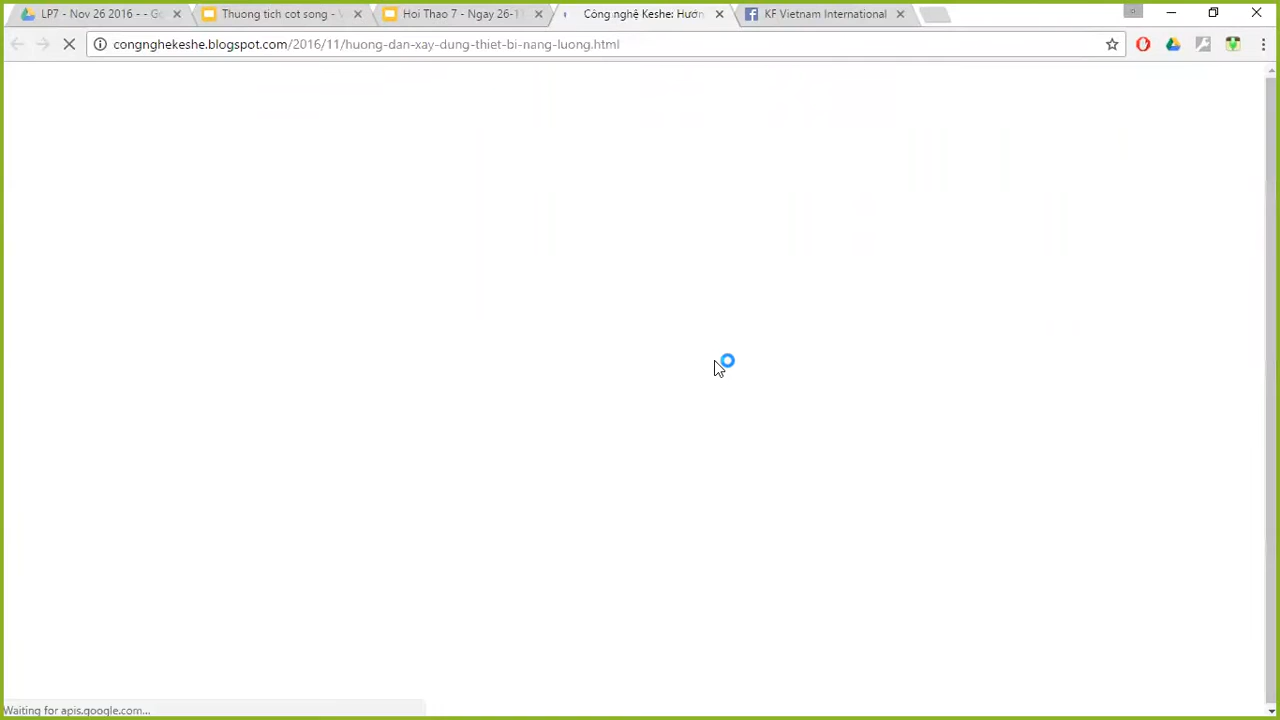 LP7 - Nov 26 2016 - - Go
Thuong tich cot song - V
Hoi Thao 7 - Ngay 26-1
Công nghệ Keshe: Hướn
KF Vietnam International
congnghekeshe.blogspot.com/2016/11/huong-dan-xay-dung-thiet-bi-nang-luong.html
Waiting for apis.google.com...